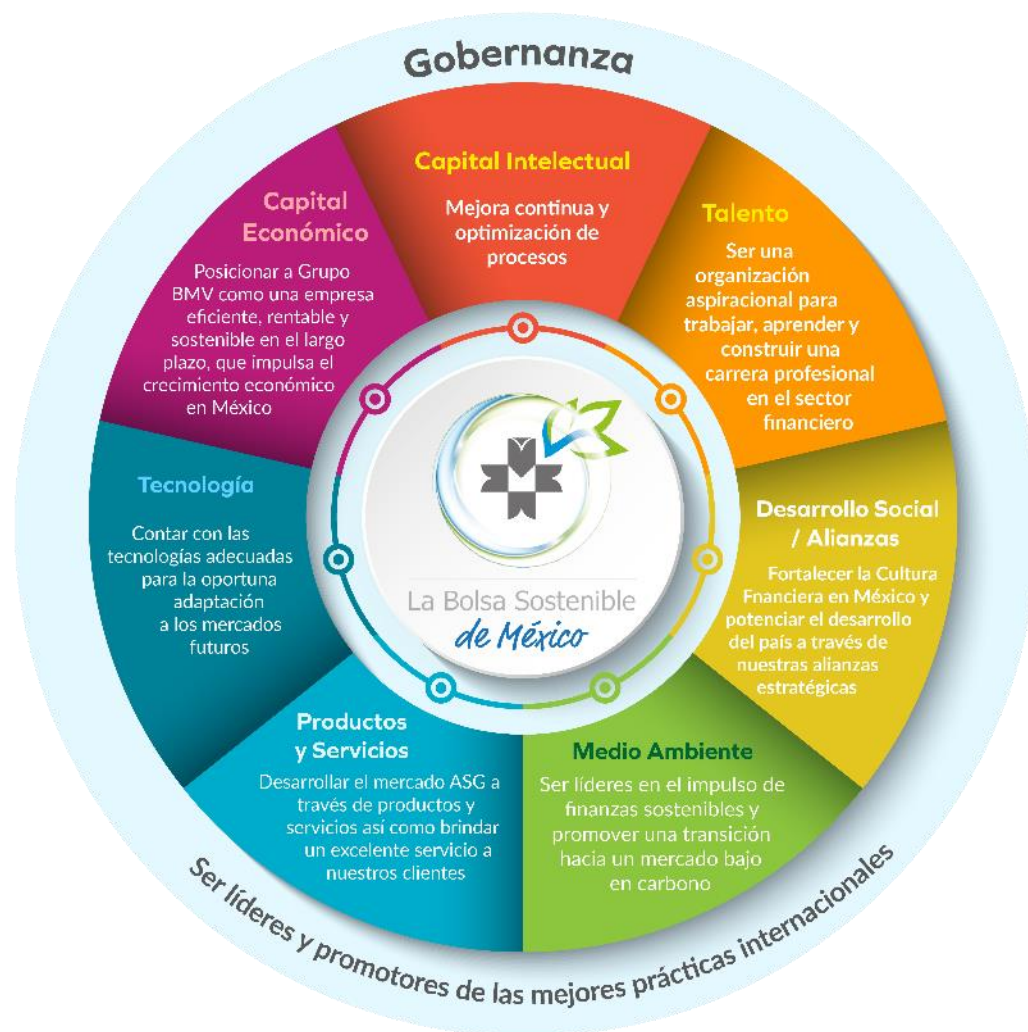 Gobernanza
Capital Intelectual
Mejora continua y
optimización de
procesos
Talento
Ser una
organización
aspiracional para
trabajar, aprender y
construir una
carrera profesional
en el sector
financiero
Desarrollo Social
/ Alianzas
Fortalecer la Cultura
Fnanciera en México y
potenciar el desarrollo
del país a través de
nuestras alianzas
estratégicas
Medio Ambiente
Ser líderes en el impulso de
finanzas sostenibles y
promover una transición
hacia un mercado bajo
en carbono
Productos
y Servicios
Desarrollar el mercado ASG a
través de productos y
servicios así como brindar
un excelente servicio a
nuestros clientes
Tecnología
Contar con las
tecnologías adecuadas
para la oportuna
adaptación
a los mercados
futuros
Capital
Económico
Posicionar a Grupo
BMV como una empresa
eficiente, rentable y
sostenible en el largo
plazo, que impulsa el
crecimiento económico
en México
La Bolsa Sostenible
de México
Ser líderes y promotores de las mejores prácticas internacionales